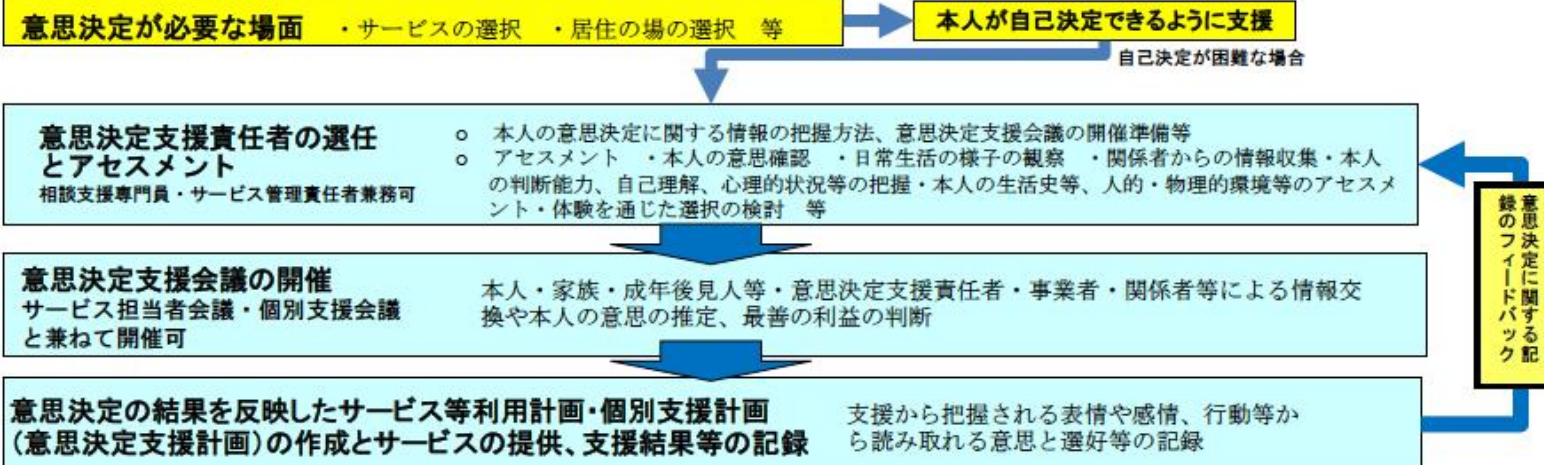 意思決定が必要な場面 ・サービスの選択 ・居住の場の選択 等
本人が自己決定できるように支援
自己決定が困難な場合
意思決定支援責任者の選任
とアセスメント
相談支援専門員・サービス管理責任者兼務可
○ 本人の意思決定に関する情報の把握方法、意思決定支援会議の開催準備等
○ アセスメント ・本人の意思確認 ・日常生活の様子の観察 ・関係者からの情報収集・本人
の判断能力、自己理解、心理的状況等の把握・本人の生活史等、人的・物理的環境等のアセスメ
ント・体験を通じた選択の検討 等
意思決定支援会議の開催
サービス担当者会議・個別支援会議
と兼ねて開催可
本人・家族・成年後見人等・意思決定支援責任者・事業者・関係者等による情報交
換や本人の意思の推定、最善の利益の判断
意思決定の結果を反映したサービス等利用計画・個別支援計画
(意思決定支援計画)の作成とサービスの提供、支援結果等の記録
支援から把握される表情や感情、行動等か
ら読み取れる意思と選好等の記録
意思決定に関する記
録のフィードバック